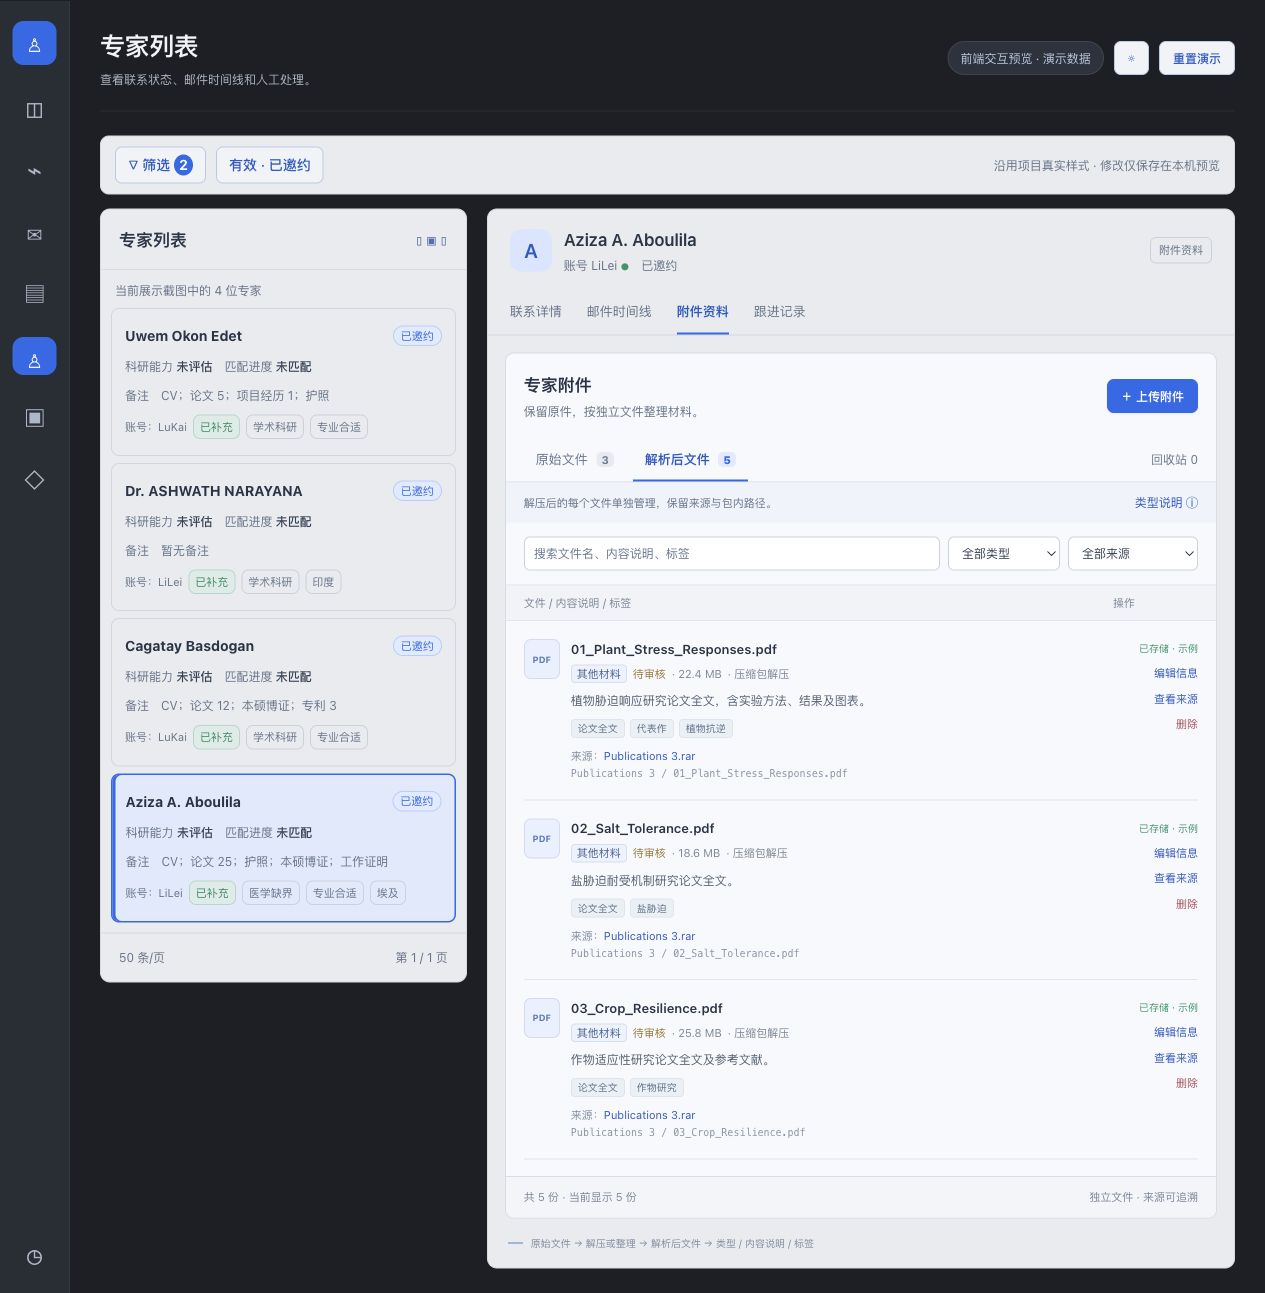 专家列表
查看联系状态、邮件时间线和人工处理。
前端交互预览 · 演示数据
重置演示
筛选 2
有效 · 已邀约
沿用项目真实样式 · 修改仅保存在本机预览
专家列表
当前展示截图中的 4 位专家
Uwem Okon Edet 已邀约
科研能力 未评估 匹配进度 未匹配
备注 CV；论文 5；项目经历 1；护照
账号：LuKai 已补充 学术科研 专业合适
Dr. ASHWATH NARAYANA 已邀约
科研能力 未评估 匹配进度 未匹配
备注 暂无备注
账号：LiLei 已补充 学术科研 印度
Cagatay Basdogan 已邀约
科研能力 未评估 匹配进度 未匹配
备注 CV；论文 12；本硕博证；专利 3
账号：LuKai 已补充 学术科研 专业合适
Aziza A. Aboulila 已邀约
科研能力 未评估 匹配进度 未匹配
备注 CV；论文 25；护照；本硕博证；工作证明
账号：LiLei 已补充 医学缺界 专业合适 埃及
50 条/页 第 1 / 1 页
A
Aziza A. Aboulila
账号 LiLei ● 已邀约
附件资料
联系详情 邮件时间线 附件资料 跟进记录
专家附件
保留原件，按独立文件整理材料。
+ 上传附件
原始文件 3 解析后文件 5 回收站 0
解压后的每个文件单独管理，保留来源与包内路径。 类型说明 ⓘ
搜索文件名、内容说明、标签 全部类型 全部来源
文件 / 内容说明 / 标签 操作
PDF
01_Plant_Stress_Responses.pdf 已存储 · 示例
其他材料 待审核 · 22.4 MB · 压缩包解压 编辑信息
植物胁迫响应研究论文全文，含实验方法、结果及图表。 查看来源
论文全文 代表作 植物抗逆 删除
来源：Publications 3.rar
Publications 3 / 01_Plant_Stress_Responses.pdf
PDF
02_Salt_Tolerance.pdf 已存储 · 示例
其他材料 待审核 · 18.6 MB · 压缩包解压 编辑信息
盐胁迫耐受机制研究论文全文。 查看来源
论文全文 盐胁迫 删除
来源：Publications 3.rar
Publications 3 / 02_Salt_Tolerance.pdf
PDF
03_Crop_Resilience.pdf 已存储 · 示例
其他材料 待审核 · 25.8 MB · 压缩包解压 编辑信息
作物适应性研究论文全文及参考文献。 查看来源
论文全文 作物研究 删除
来源：Publications 3.rar
Publications 3 / 03_Crop_Resilience.pdf
共 5 份 · 当前显示 5 份 独立文件 · 来源可追溯
原始文件 → 解压或整理 → 解析后文件 → 类型 / 内容说明 / 标签